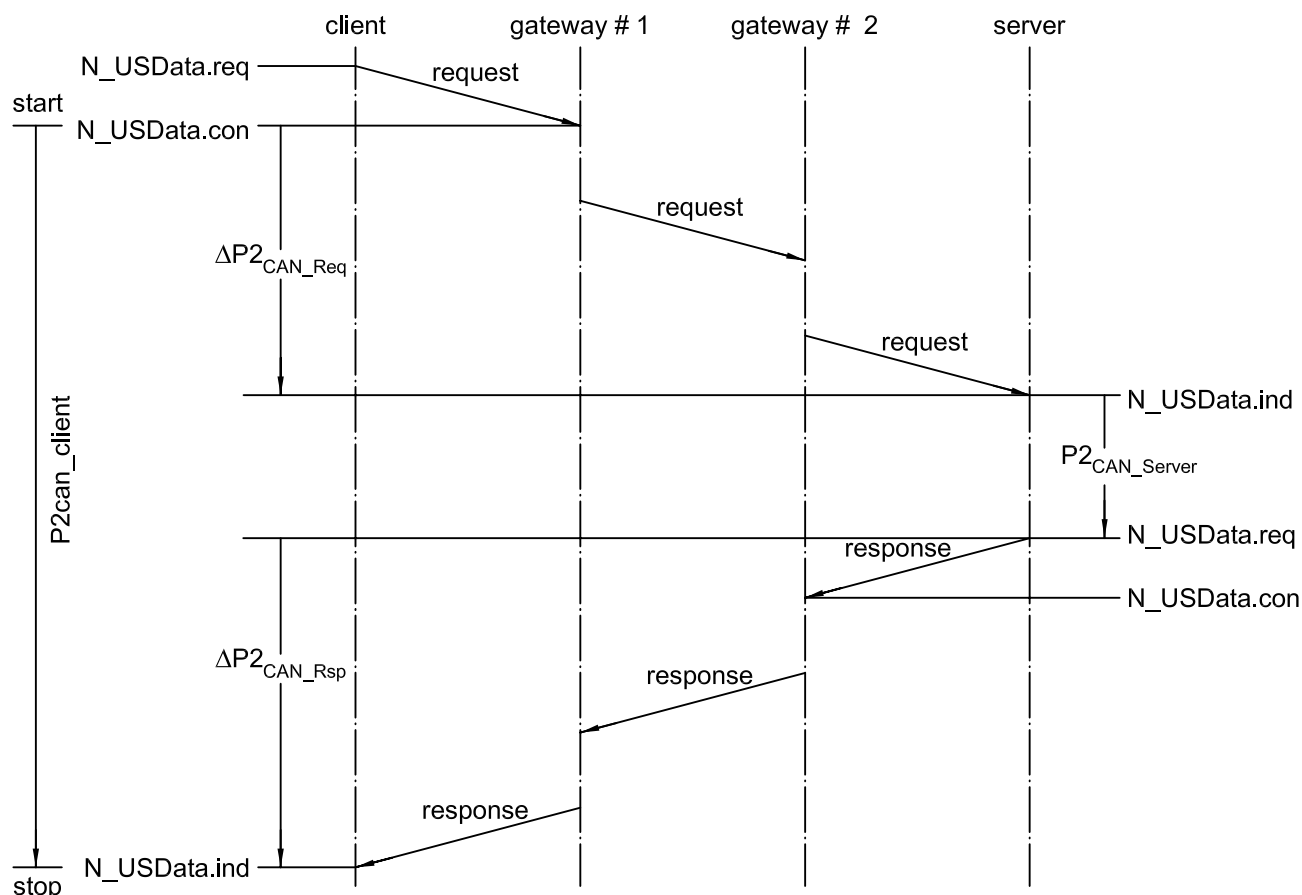 client
gateway # 1
gateway # 2
server
N_USData.req
request
start
N_USData.con
request
ΔP2CAN_Req
request
N_USData.ind
P2can_client
P2CAN_Server
N_USData.req
response
N_USData.con
ΔP2CAN_Rsp
response
response
N_USData.ind
stop